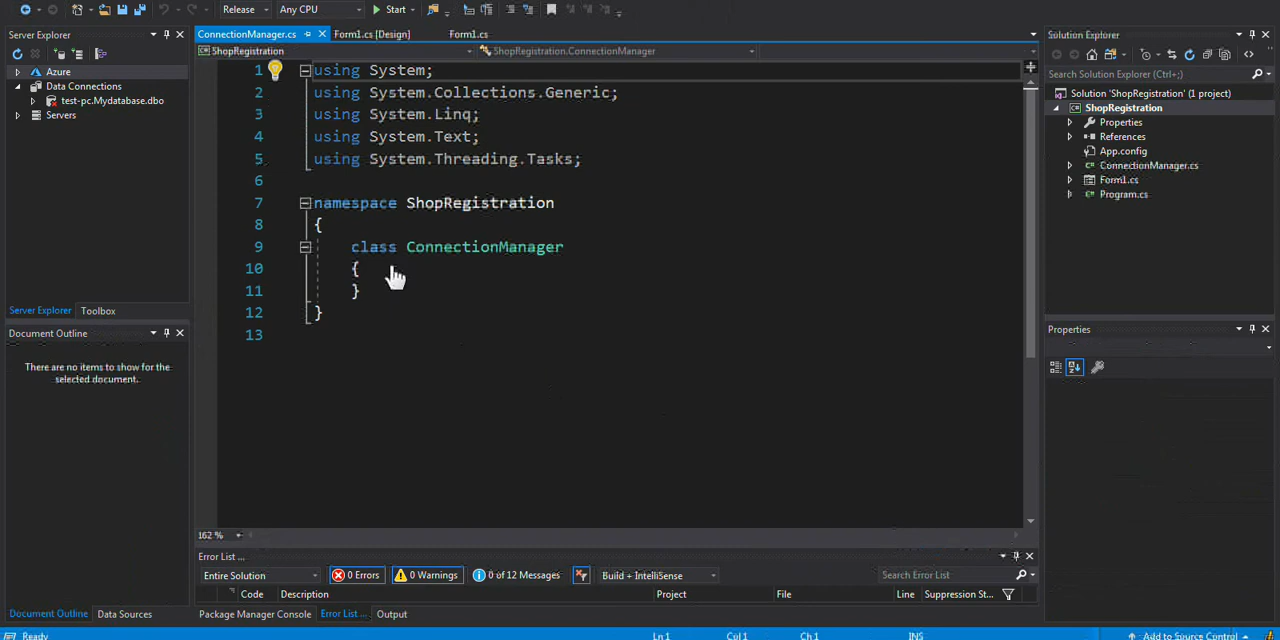 Release Any CPU Start
Server Explorer
Azure
Data Connections
test-pc.Mydatabase.dbo
Servers
Server Explorer Toolbox
Document Outline
There are no items to show for the
selected document.
Document Outline Data Sources
ConnectionManager.cs Form1.cs [Design] Form1.cs
ShopRegistration ShopRegistration.ConnectionManager
1 using System;
2 using System.Collections.Generic;
3 using System.Linq;
4 using System.Text;
5 using System.Threading.Tasks;
6
7 namespace ShopRegistration
8 {
9 class ConnectionManager
10 {
11 }
12 }
13
162 %
Error List ...
Entire Solution 0 Errors 0 Warnings 0 of 12 Messages Build + IntelliSense Search Error List
Code Description Project File Line Suppression St...
Package Manager Console Error List ... Output
Solution Explorer
Search Solution Explorer (Ctrl+;)
Solution 'ShopRegistration' (1 project)
ShopRegistration
Properties
References
App.config
ConnectionManager.cs
Form1.cs
Program.cs
Properties
Ready Ln 1 Col 1 Ch 1 INS Add to Source Control